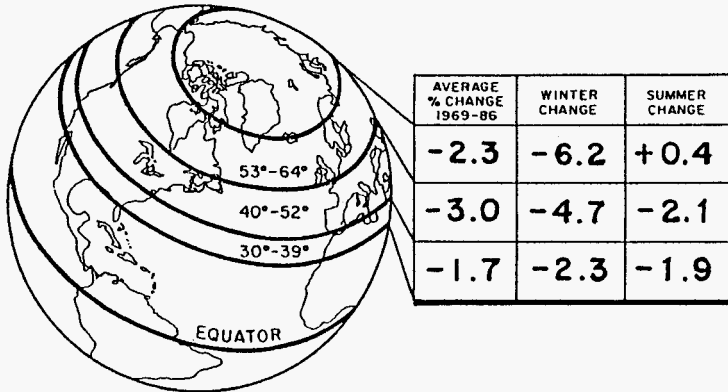 AVERAGE
% CHANGE
1969-86
WINTER
CHANGE
SUMMER
CHANGE
53°-64°
-2.3 -6.2 +0.4
40°-52°
-3.0 -4.7 -2.1
30°-39°
-1.7 -2.3 -1.9
EQUATOR